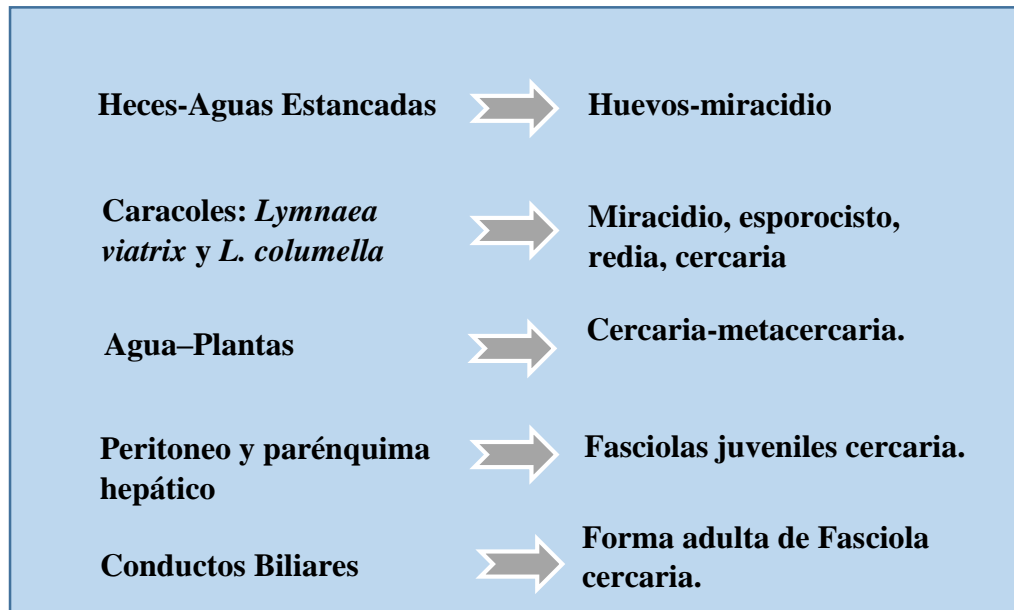 Heces-Aguas Estancadas
Huevos-miracidio
Caracoles: Lymnaea
viatrix y L. columella
Miracidio, esporocisto,
redia, cercaria
Agua–Plantas
Cercaria-metacercaria.
Peritoneo y parénquima
hepático
Fasciolas juveniles cercaria.
Conductos Biliares
Forma adulta de Fasciola
cercaria.